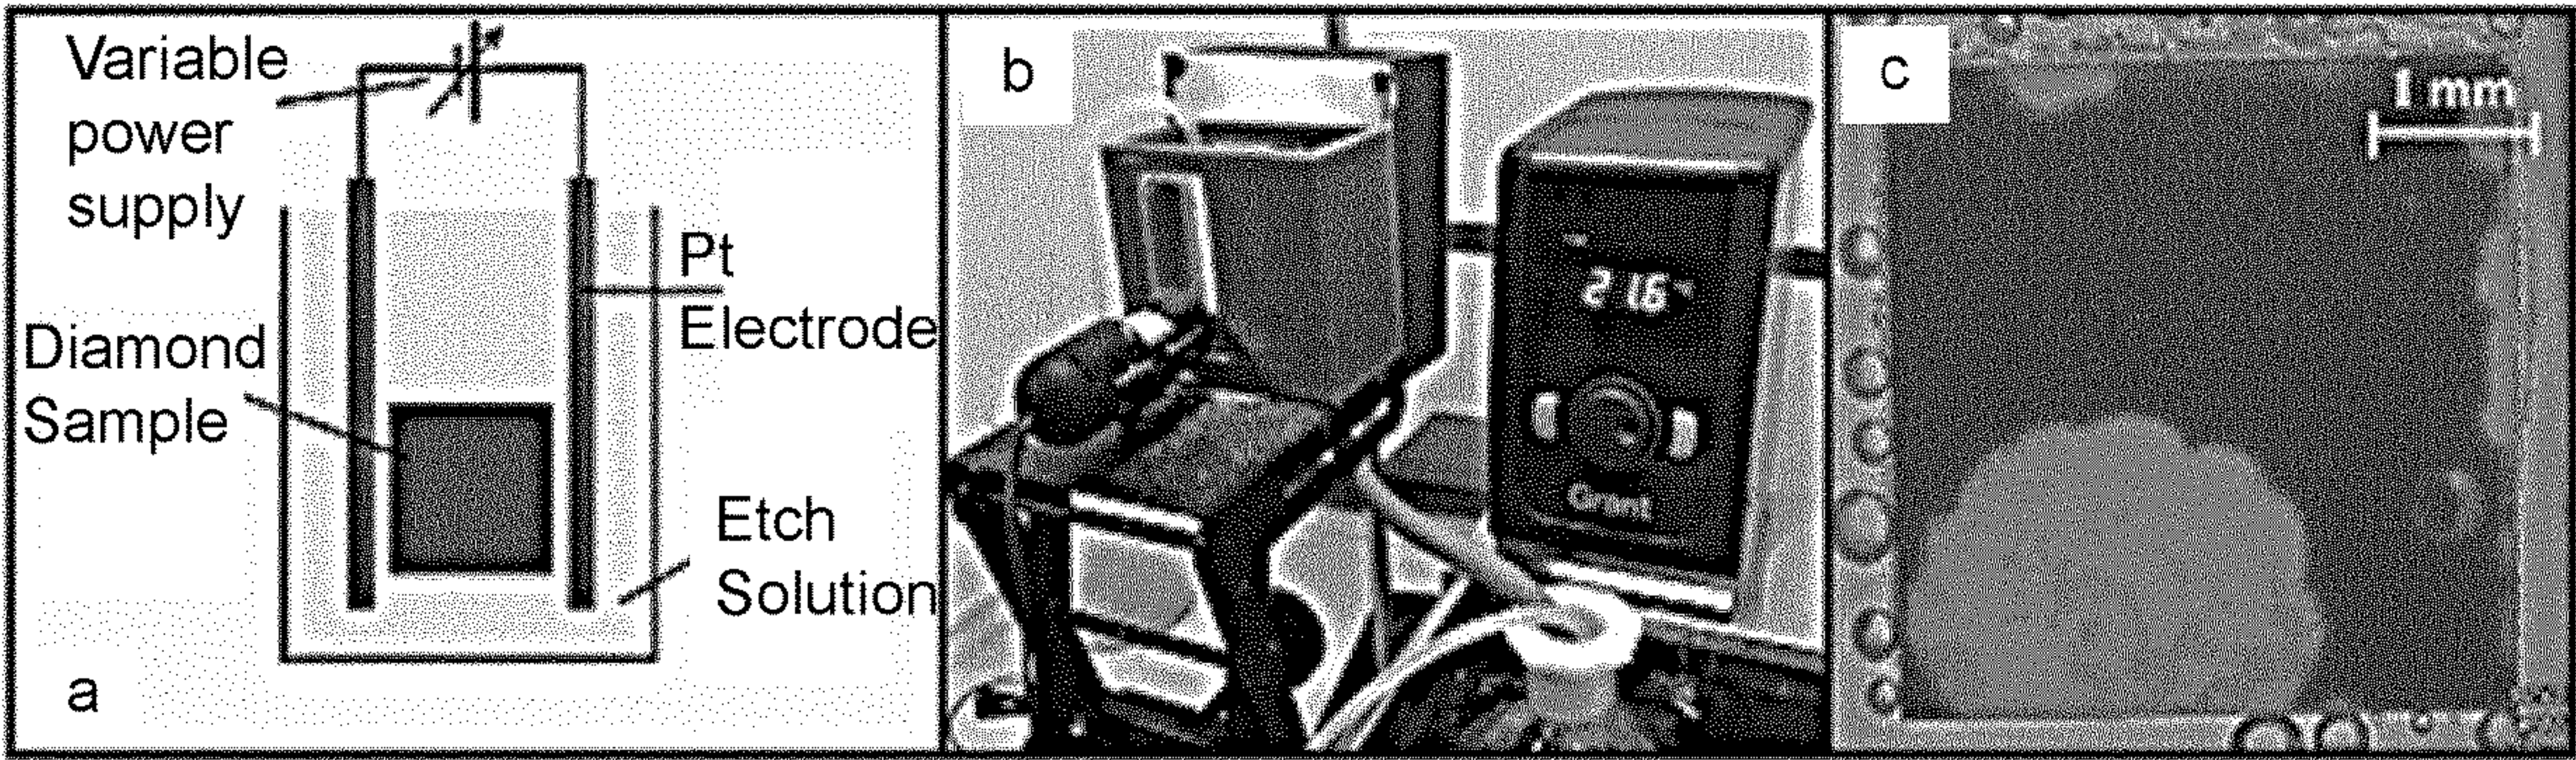 Variable
power
supply
Pt
Electrode
Diamond
Sample
Etch
Solution
a
b
21.6
Grant
c
1 mm